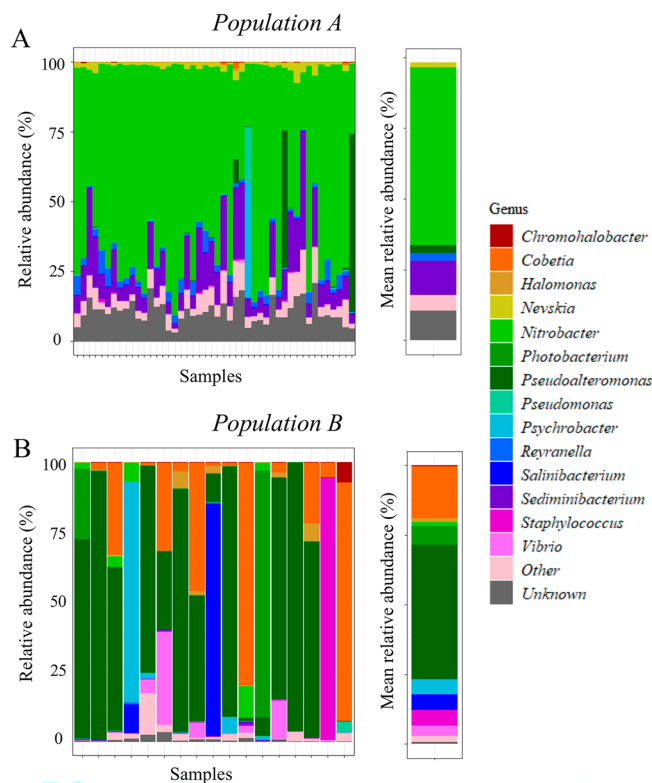 Population A
A
Relative abundance (%)
100
75
50
25
0
Samples
Mean relative abundance (%)
Genus
Chromohalobacter
Cobetia
Halomonas
Nevskia
Nitrobacter
Photobacterium
Pseudoalteromonas
Pseudomonas
Psychrobacter
Reyranella
Salinibacterium
Sediminibacterium
Staphylococcus
Vibrio
Other
Unknown
Population B
B
Relative abundance (%)
100
75
50
25
0
Samples
Mean relative abundance (%)